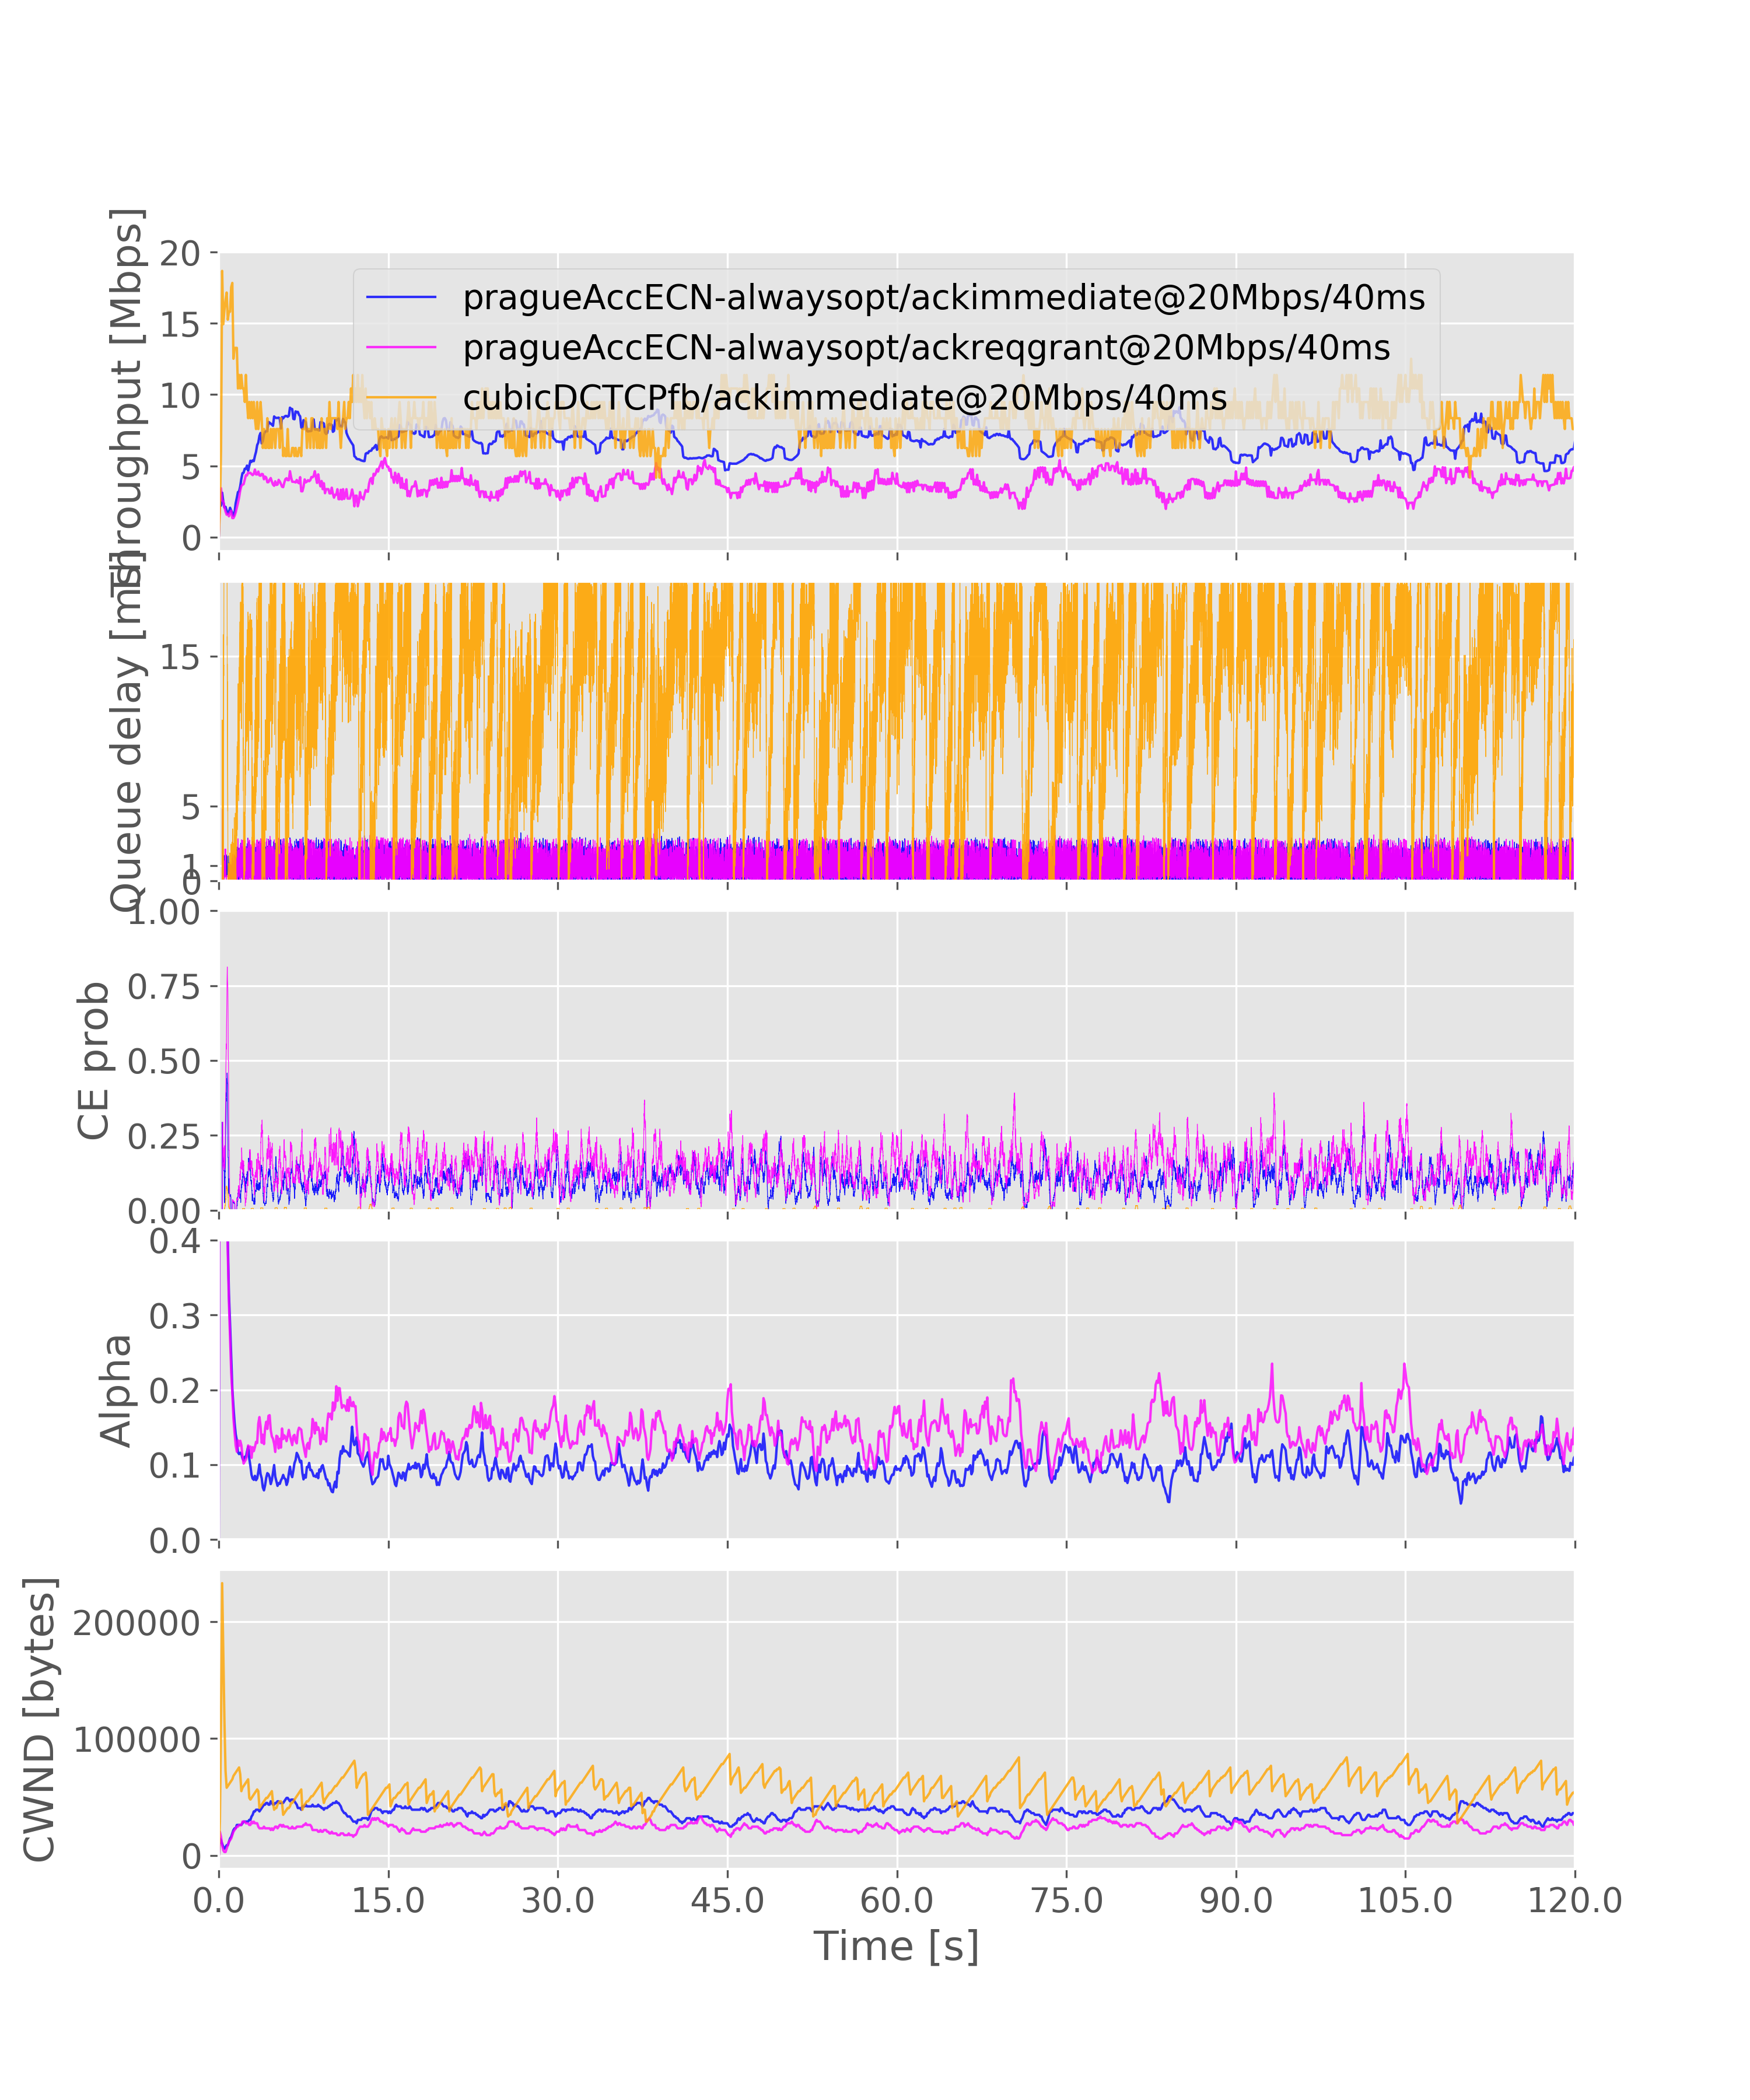 Throughput [Mbps]
20
15
10
5
0
pragueAccECN-alwaysopt/ackimmediate@20Mbps/40ms
pragueAccECN-alwaysopt/ackreqgrant@20Mbps/40ms
cubicDCTCPfb/ackimmediate@20Mbps/40ms
Queue delay [ms]
15
5
1
0
CE prob
1.00
0.75
0.50
0.25
0.00
Alpha
0.4
0.3
0.2
0.1
0.0
CWND [bytes]
200000
100000
0
0.0 15.0 30.0 45.0 60.0 75.0 90.0 105.0 120.0
Time [s]